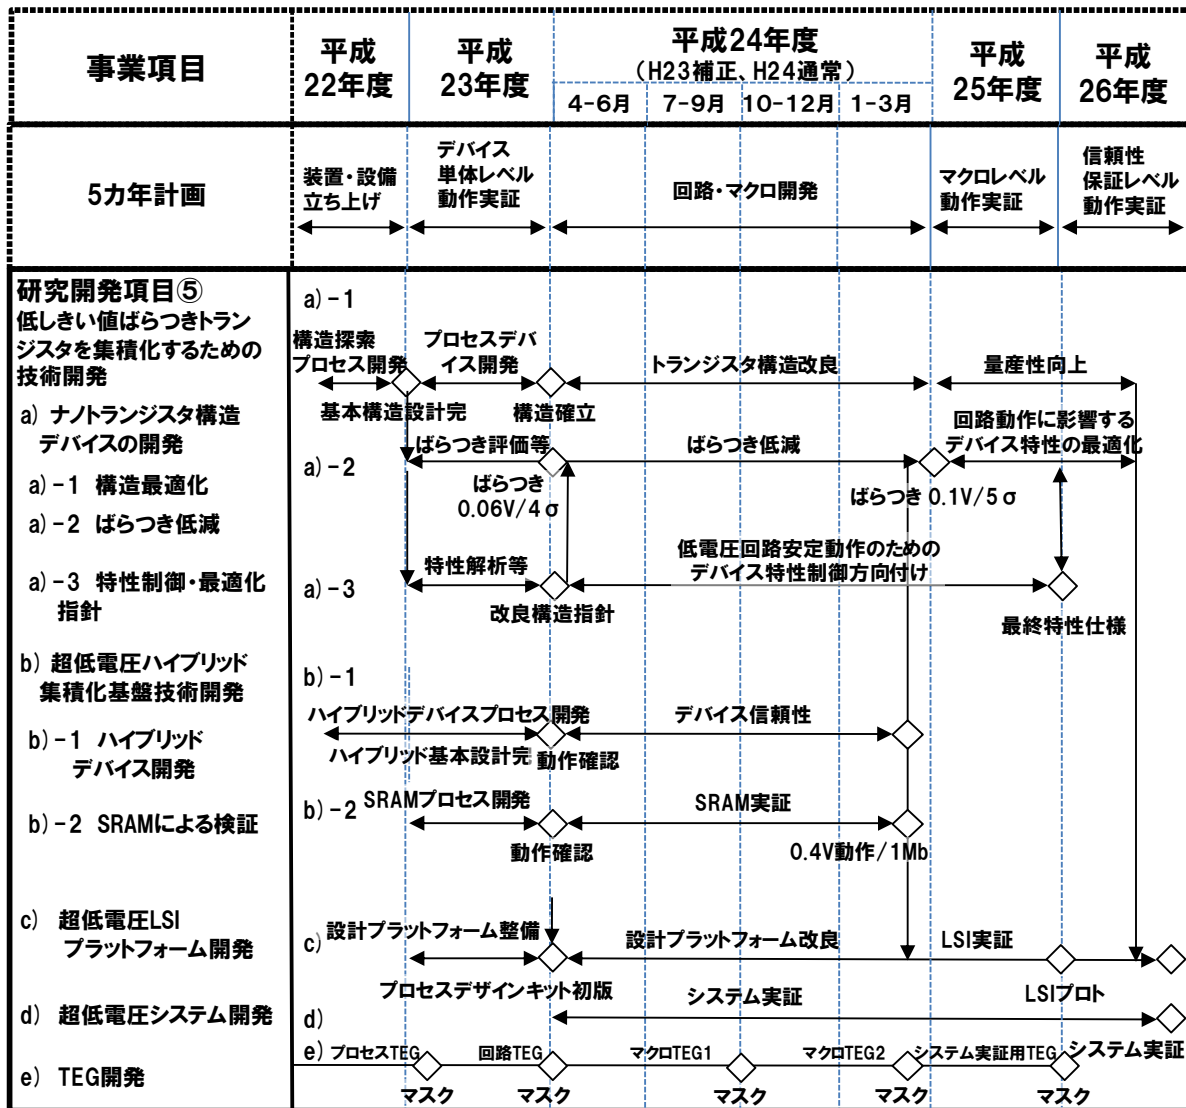 事業項目
平成
22年度
平成
23年度
平成24年度
(H23補正、H24通常)
4-6月
7-9月
10-12月
1-3月
平成
25年度
平成
26年度
5カ年計画
装置・設備
立ち上げ
デバイス
単体レベル
動作実証
回路・マクロ開発
マクロレベル
動作実証
信頼性
保証レベル
動作実証
研究開発項目⑤
低しきい値ばらつきトラン
ジスタを集積化するための
技術開発
a) ナノトランジスタ構造
デバイスの開発
a)-1 構造最適化
a)-2 ばらつき低減
a)-3 特性制御・最適化
指針
b) 超低電圧ハイブリッド
集積化基盤技術開発
b)-1 ハイブリッド
デバイス開発
b)-2 SRAMによる検証
c) 超低電圧LSI
プラットフォーム開発
d) 超低電圧システム開発
e) TEG開発
a)-1
構造探索
プロセス開発
プロセスデバ
イス開発
トランジスタ構造改良
量産性向上
基本構造設計完
構造確立
a)-2
ばらつき評価等
ばらつき低減
回路動作に影響する
デバイス特性の最適化
ばらつき
0.06V/4σ
ばらつき 0.1V/5σ
a)-3
特性解析等
低電圧回路安定動作のための
デバイス特性制御方向付け
改良構造指針
最終特性仕様
b)-1
ハイブリッドデバイスプロセス開発
デバイス信頼性
ハイブリッド基本設計完
動作確認
b)-2
SRAMプロセス開発
SRAM実証
動作確認
0.4V動作/1Mb
c)
設計プラットフォーム整備
設計プラットフォーム改良
LSI実証
プロセスデザインキット初版
LSIプロト
d)
システム実証
システム実証
e)
プロセスTEG
回路TEG
マクロTEG1
マクロTEG2
システム実証用TEG
マスク
マスク
マスク
マスク
マスク